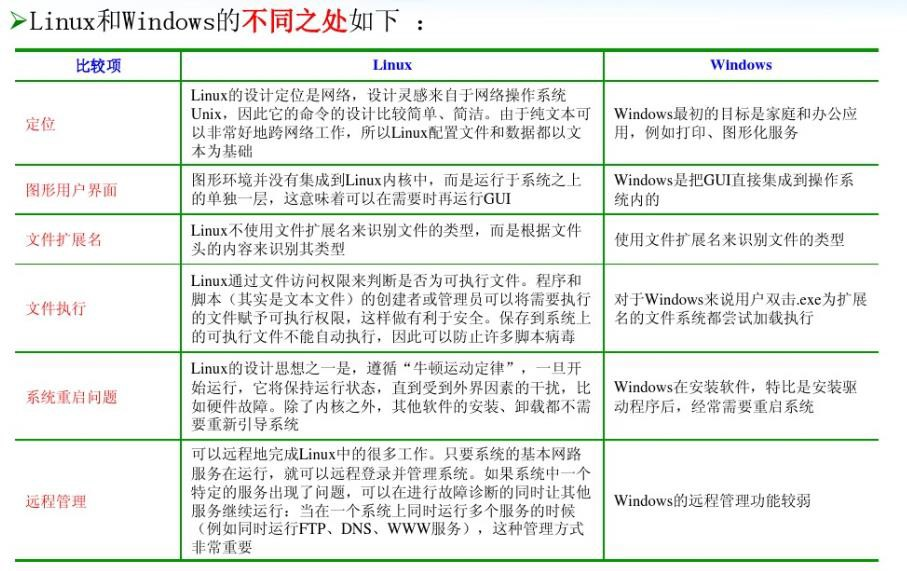 ➢Linux和Windows的不同之处如下 :
比较项
Linux
Windows
定位
Linux的设计定位是网络，设计灵感来自于网络操作系统
Unix，因此它的命令的设计比较简单、简洁。由于纯文本可
以非常好地跨网络工作，所以Linux配置文件和数据都以文
本为基础
Windows最初的目标是家庭和办公应
用，例如打印、图形化服务
图形用户界面
图形环境并没有集成到Linux内核中，而是运行于系统之上
的单独一层，这意味着可以在需要时再运行GUI
Windows是把GUI直接集成到操作系
统内的
文件扩展名
Linux不使用文件扩展名来识别文件的类型，而是根据文件
头的内容来识别其类型
使用文件扩展名来识别文件的类型
文件执行
Linux通过文件访问权限来判断是否为可执行文件。程序和
脚本（其实是文本文件）的创建者或管理员可以将需要执行
的文件赋予可执行权限，这样做有利于安全。保存到系统上
的可执行文件不能自动执行，因此可以防止许多脚本病毒
对于Windows来说用户双击.exe为扩展
名的文件系统都尝试加载执行
系统重启问题
Linux的设计思想之一是，遵循“牛顿运动定律”，一旦开
始运行，它将保持运行状态，直到受到外界因素的干扰，比
如硬件故障。除了内核之外，其他软件的安装、卸载都不需
要重新引导系统
Windows在安装软件，特比是安装驱
动程序后，经常需要重启系统
远程管理
可以远程地完成Linux中的很多工作。只要系统的基本网路
服务在运行，就可以远程登录并管理系统。如果系统中一个
特定的服务出现了问题，可以在进行故障诊断的同时让其他
服务继续运行；当在一个系统上同时运行多个服务的时候
（例如同时运行FTP、DNS、WWW服务），这种管理方式
非常重要
Windows的远程管理功能较弱